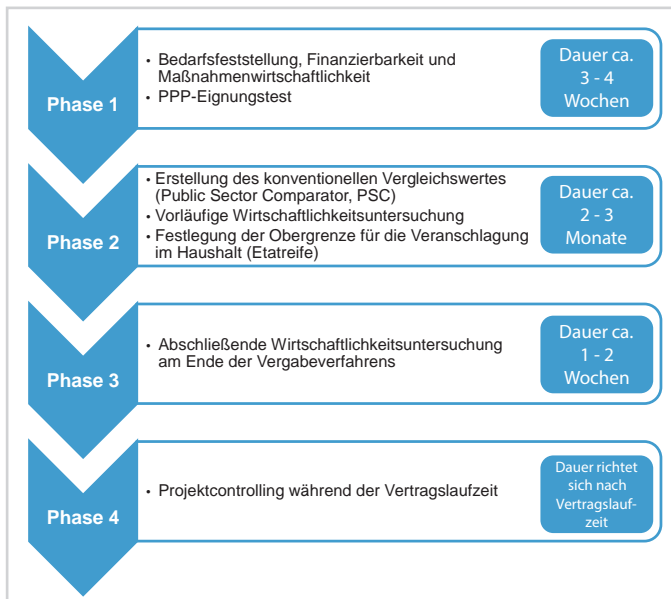 Phase 1
• Bedarfsfeststellung, Finanzierbarkeit und
Maßnahmenwirtschaftlichkeit
• PPP-Eignungstest
Dauer ca.
3 - 4
Wochen
Phase 2
• Erstellung des konventionellen Vergleichswertes
(Public Sector Comparator, PSC)
• Vorläufige Wirtschaftlichkeitsuntersuchung
• Festlegung der Obergrenze für die Veranschlagung
im Haushalt (Etatreife)
Dauer ca.
2 - 3
Monate
Phase 3
• Abschließende Wirtschaftlichkeitsuntersuchung
am Ende der Vergabeverfahrens
Dauer ca.
1 - 2
Wochen
Phase 4
• Projektcontrolling während der Vertragslaufzeit
Dauer richtet
sich nach
Vertragslauf-
zeit